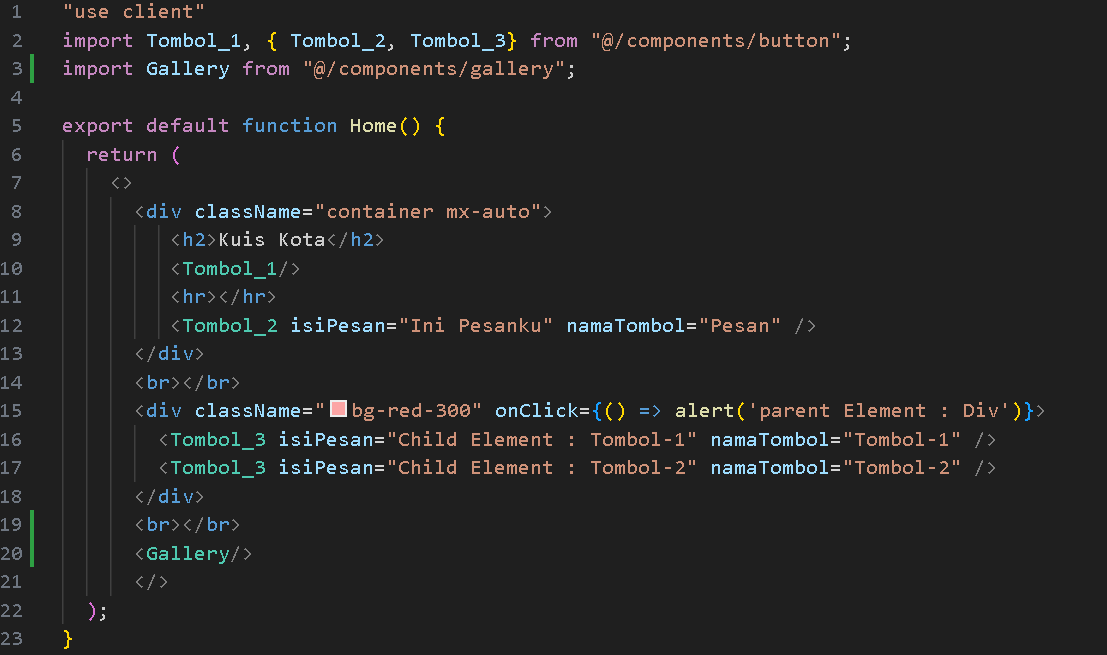 1 "use client"
2 import Tombol_1, { Tombol_2, Tombol_3} from "@/components/button";
3 import Gallery from "@/components/gallery";
4
5 export default function Home() {
6   return (
7     <>
8       <div className="container mx-auto">
9          <h2>Kuis Kota</h2>
10         <Tombol_1/>
11         <hr></hr>
12         <Tombol_2 isiPesan="Ini Pesanku" namaTombol="Pesan" />
13      </div>
14      <br></br>
15      <div className="bg-red-300" onClick={() => alert('parent Element : Div')}>
16        <Tombol_3 isiPesan="Child Element : Tombol-1" namaTombol="Tombol-1" />
17        <Tombol_3 isiPesan="Child Element : Tombol-2" namaTombol="Tombol-2" />
18      </div>
19      <br></br>
20      <Gallery/>
21      </>
22  );
23 }